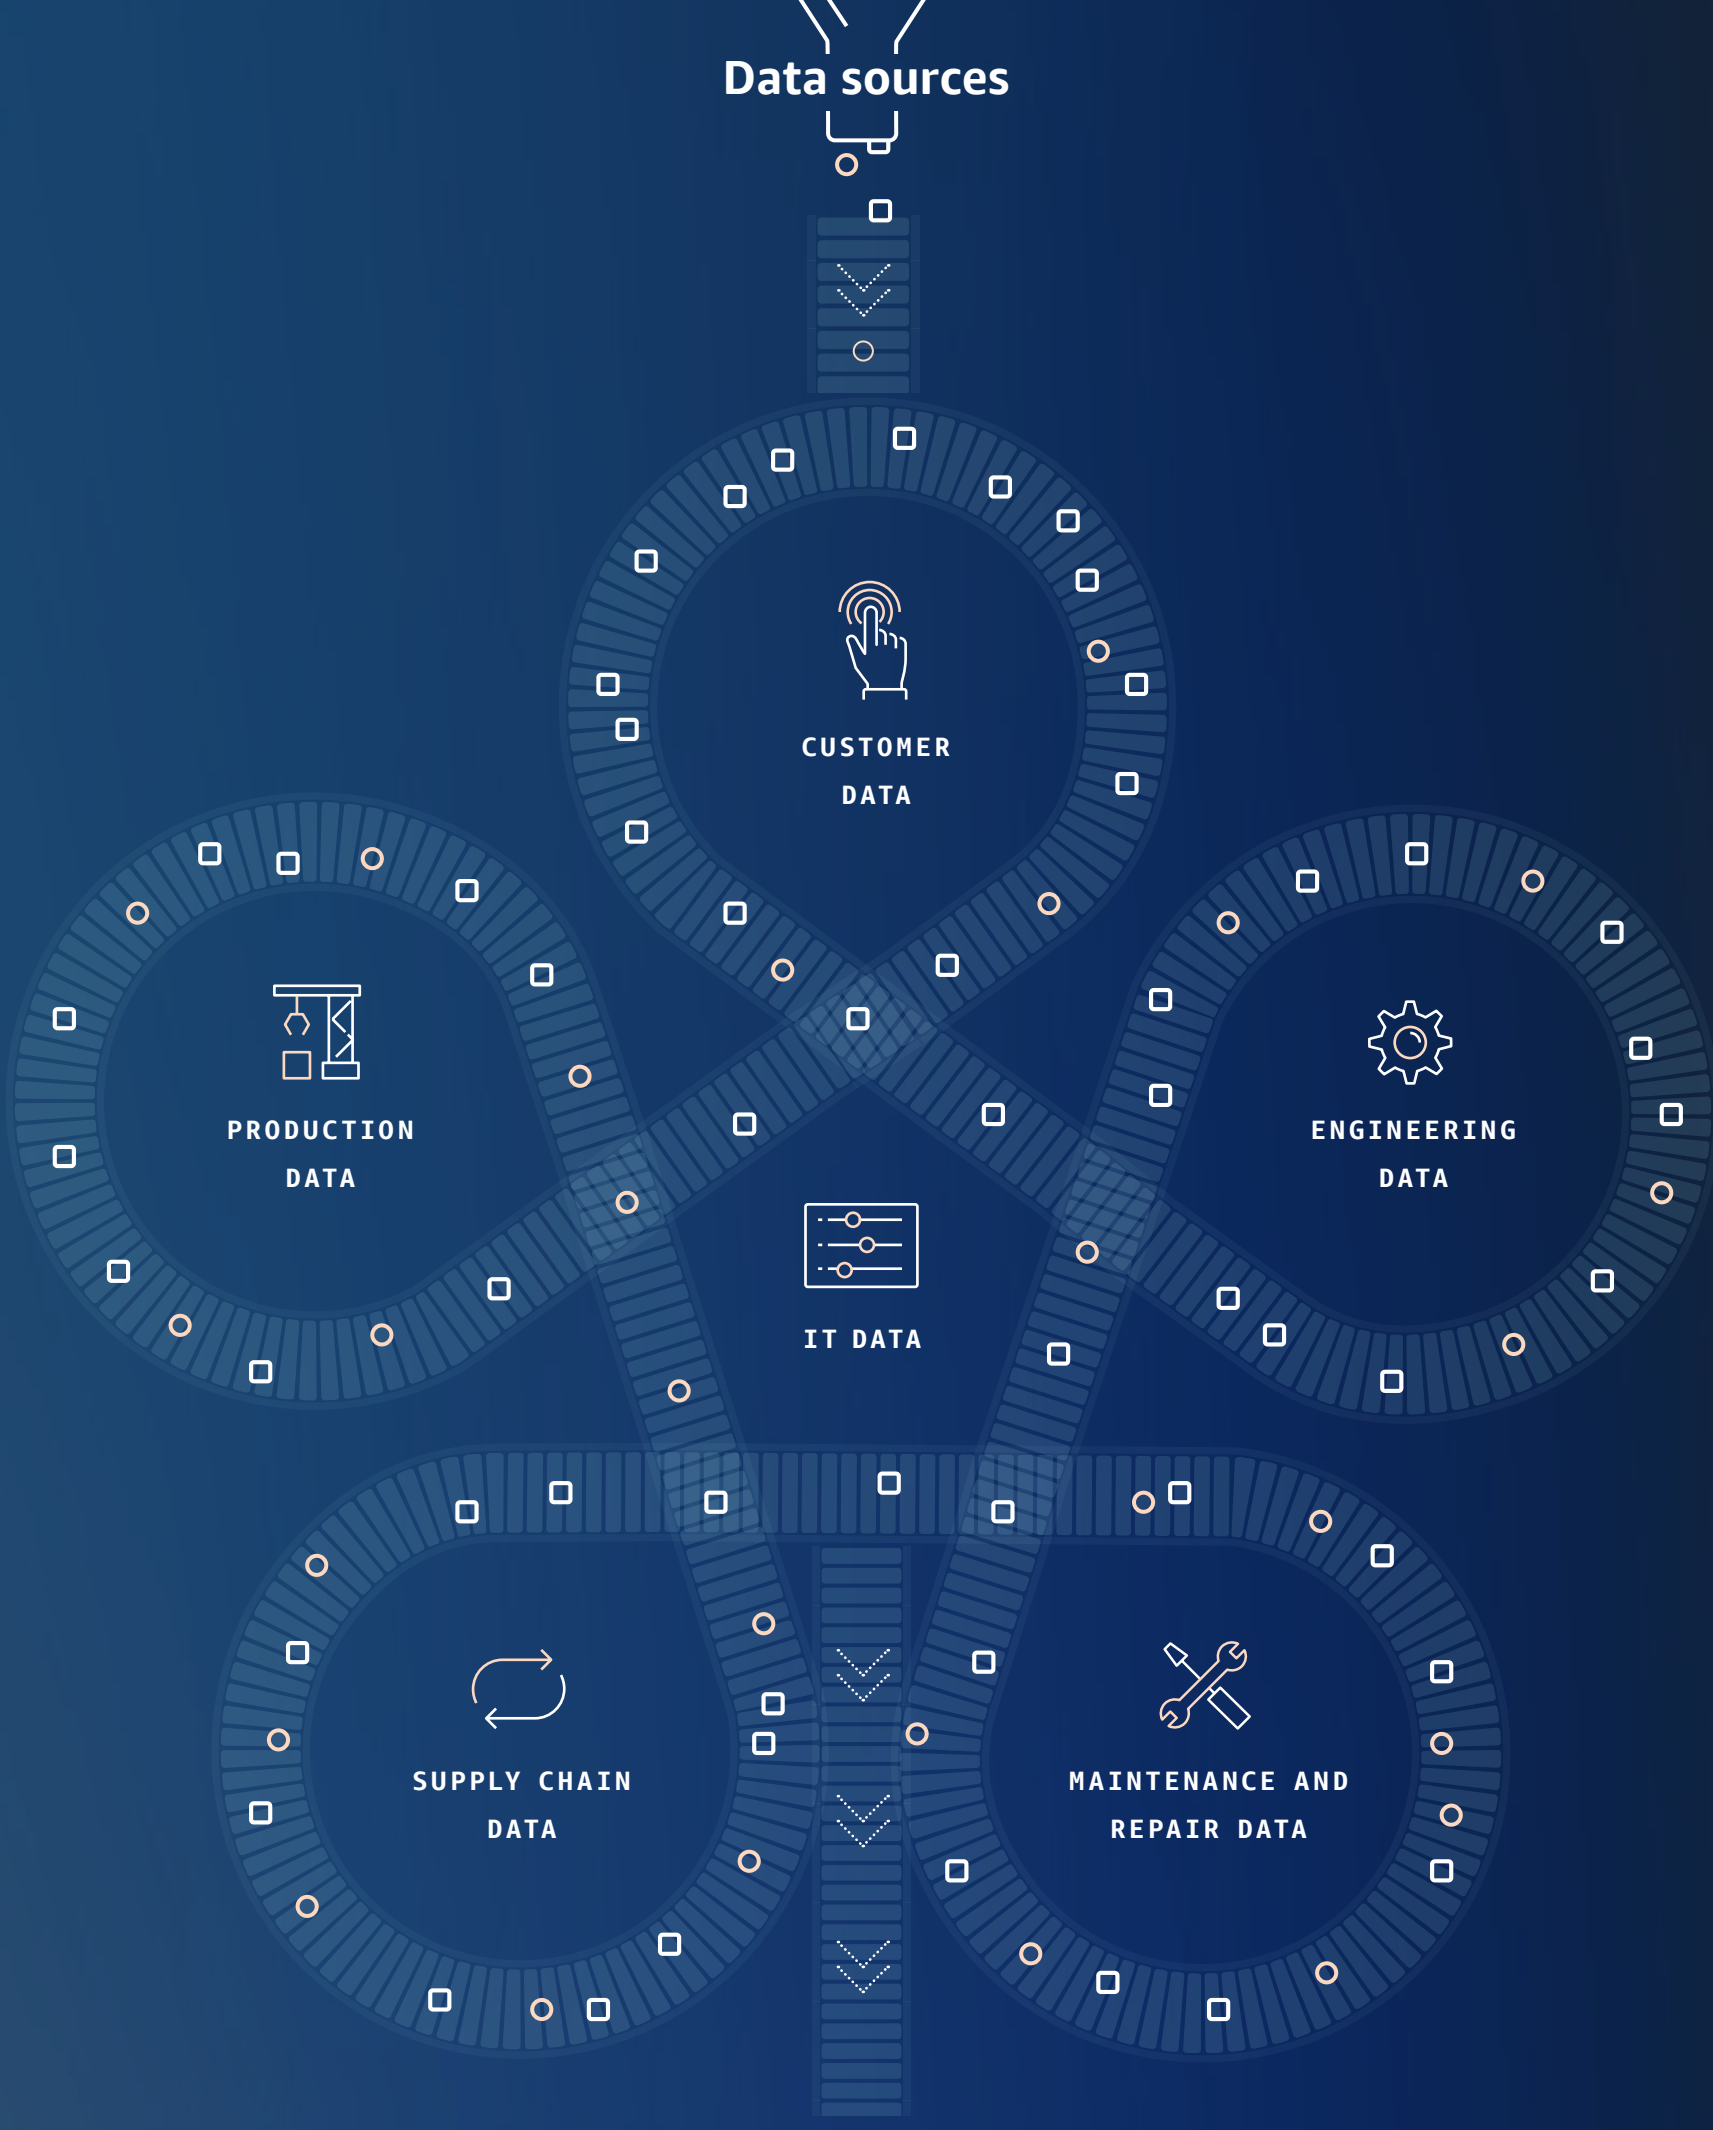 Data sources
CUSTOMER
DATA
PRODUCTION
DATA
ENGINEERING
DATA
IT DATA
SUPPLY CHAIN
DATA
MAINTENANCE AND
REPAIR DATA